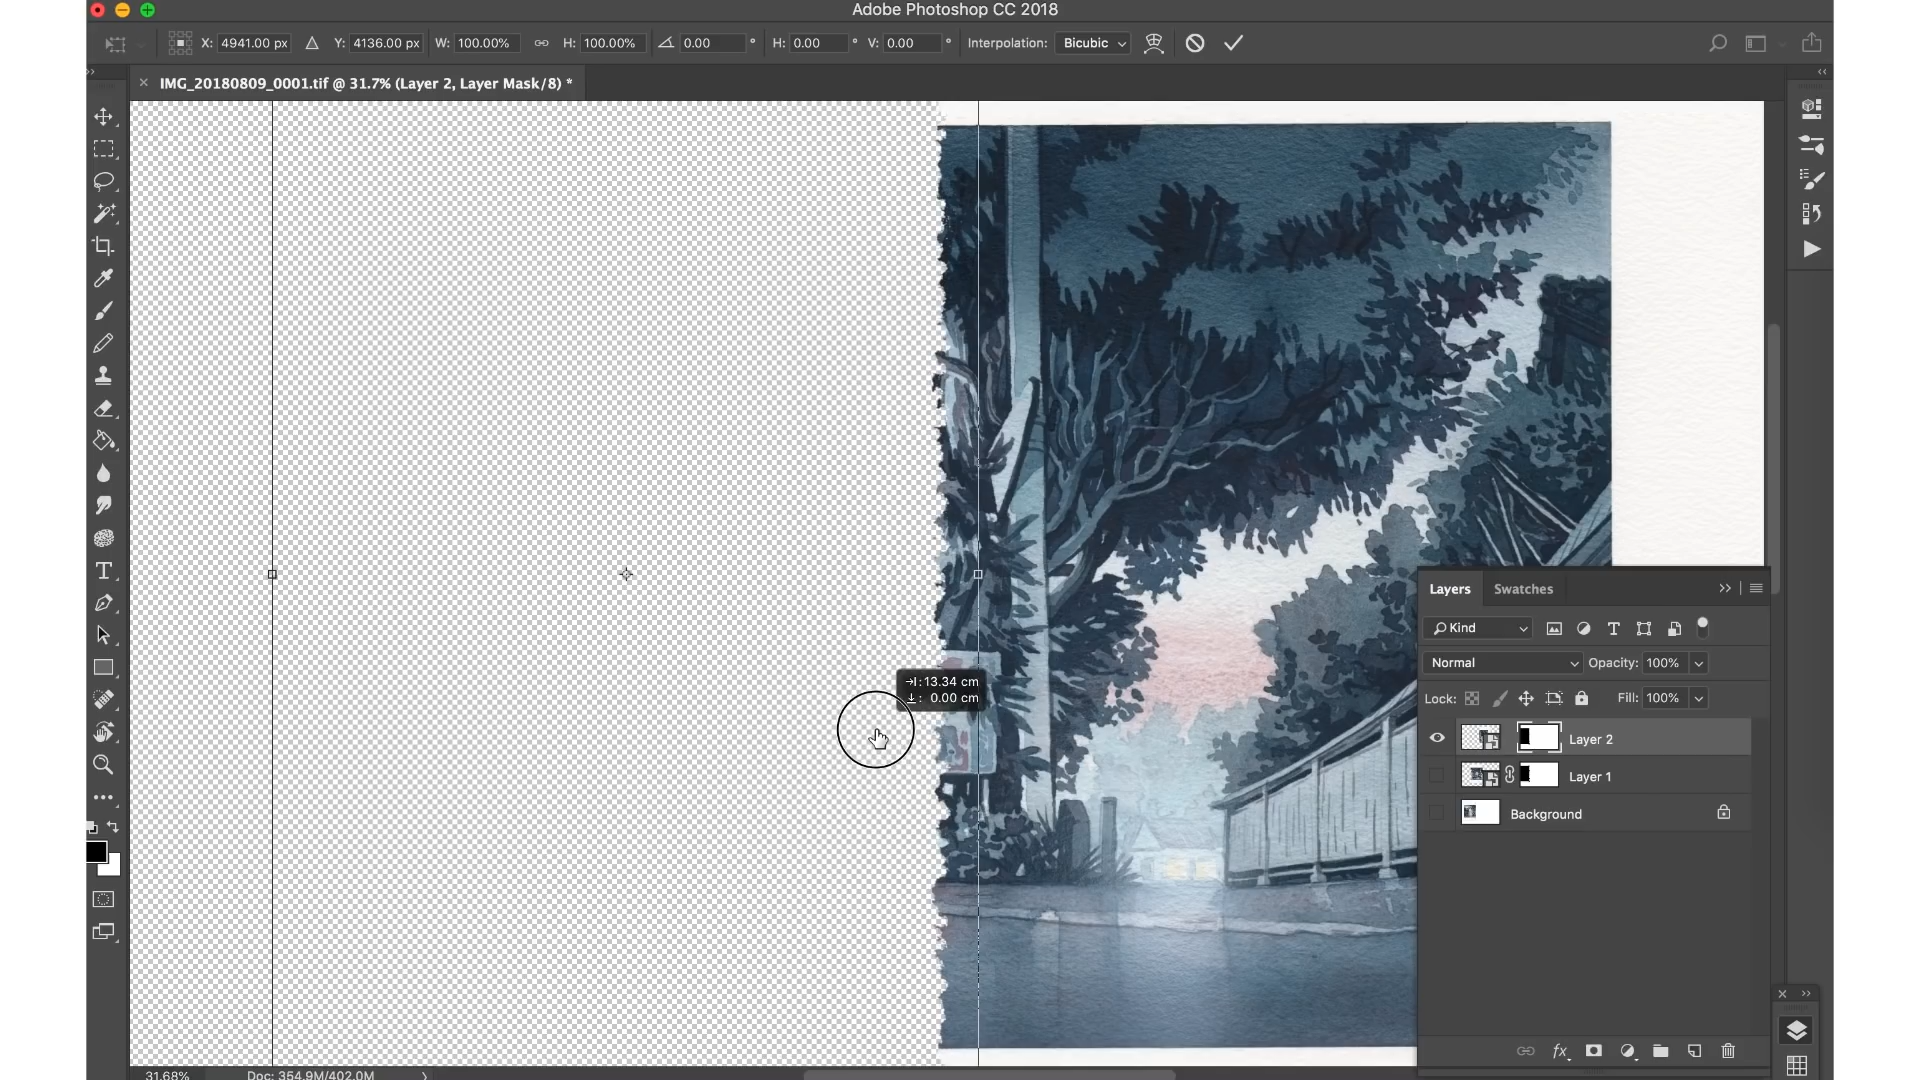 Adobe Photoshop CC 2018
X: 4941.00 px Y: 4136.00 px W: 100.00% H: 100.00% 0.00 ° H: 0.00 ° V: 0.00 ° Interpolation: Bicubic
IMG_20180809_0001.tif @ 31.7% (Layer 2, Layer Mask/8) *
Layers Swatches
Kind
Normal Opacity: 100%
Lock: Fill: 100%
→I: 13.34 cm
: 0.00 cm
Layer 2
Layer 1
Background
fx
31.68% Doc: 354.9M/402.0M